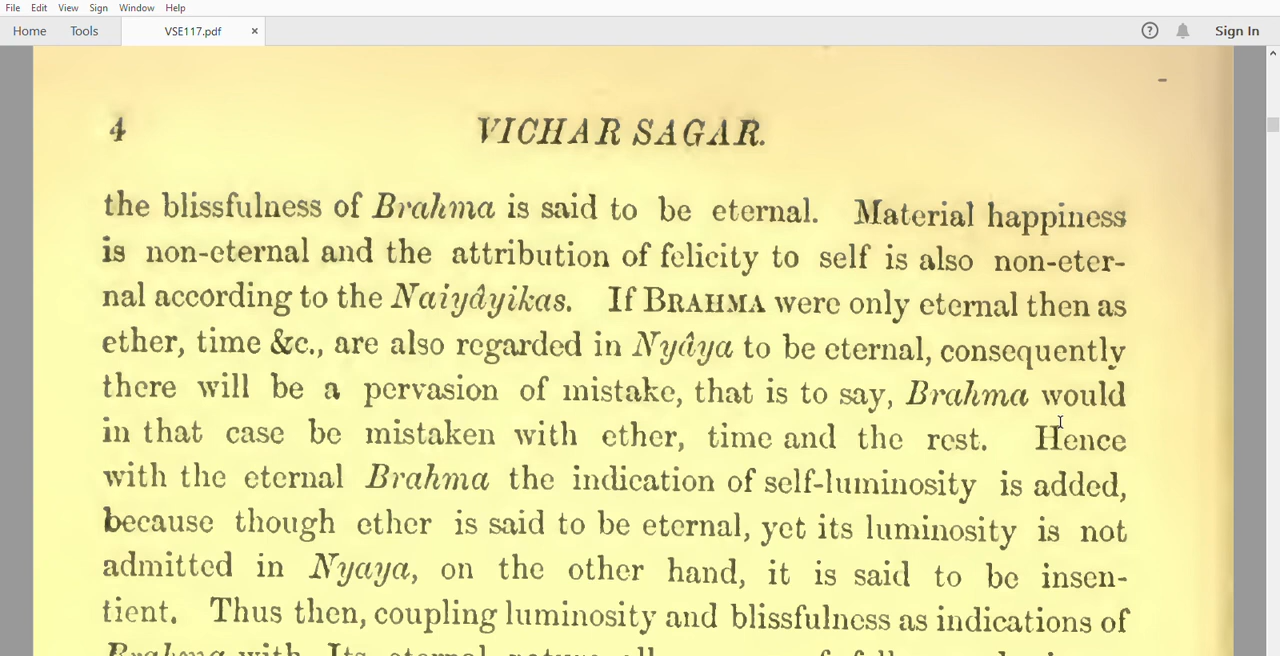 File Edit View Sign Window Help
Home Tools VSE117.pdf × Sign In
4 VICHAR SAGAR.
the blissfulness of Brahma is said to be eternal. Material happiness
is non-eternal and the attribution of felicity to self is also non-eter-
nal according to the Naiyâyikas. If BRAHMA were only eternal then as
ether, time &c., are also regarded in Nyâya to be eternal, consequently
there will be a pervasion of mistake, that is to say, Brahma would
in that case be mistaken with ether, time and the rest. Hence
with the eternal Brahma the indication of self-luminosity is added,
because though ether is said to be eternal, yet its luminosity is not
admitted in Nyaya, on the other hand, it is said to be insen-
tient. Thus then, coupling luminosity and blissfulness as indications of
Brahma with Its eternal nature all